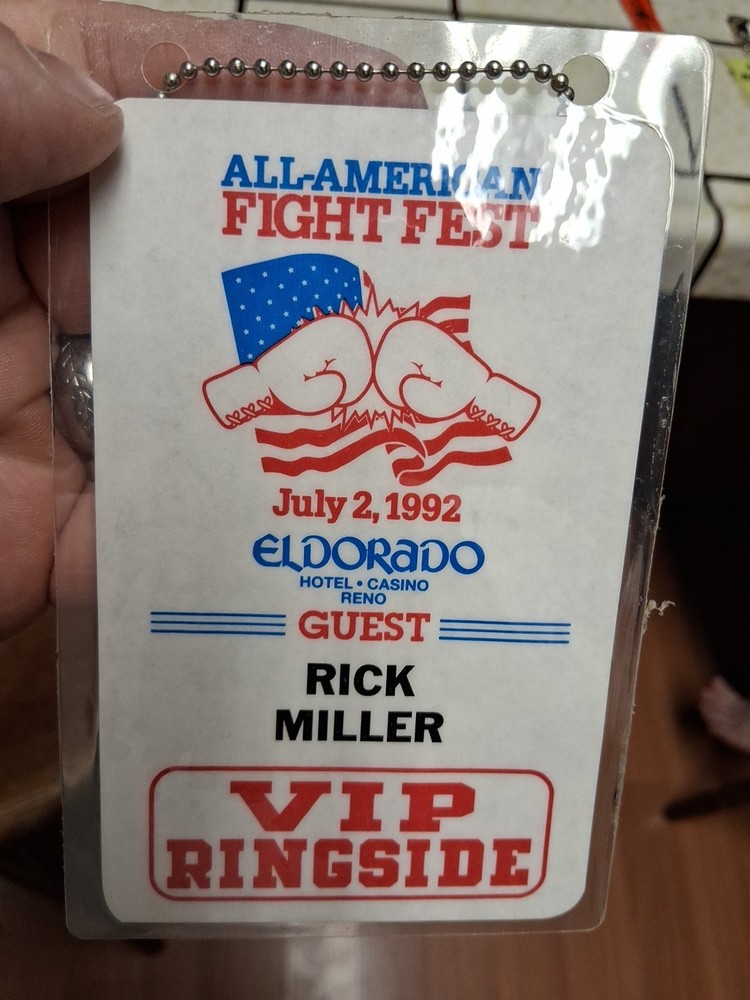 ALL-AMERICAN
FIGHT FEST
July 2, 1992
ELDORADO
HOTEL • CASINO
RENO
GUEST
RICK
MILLER
VIP
RINGSIDE